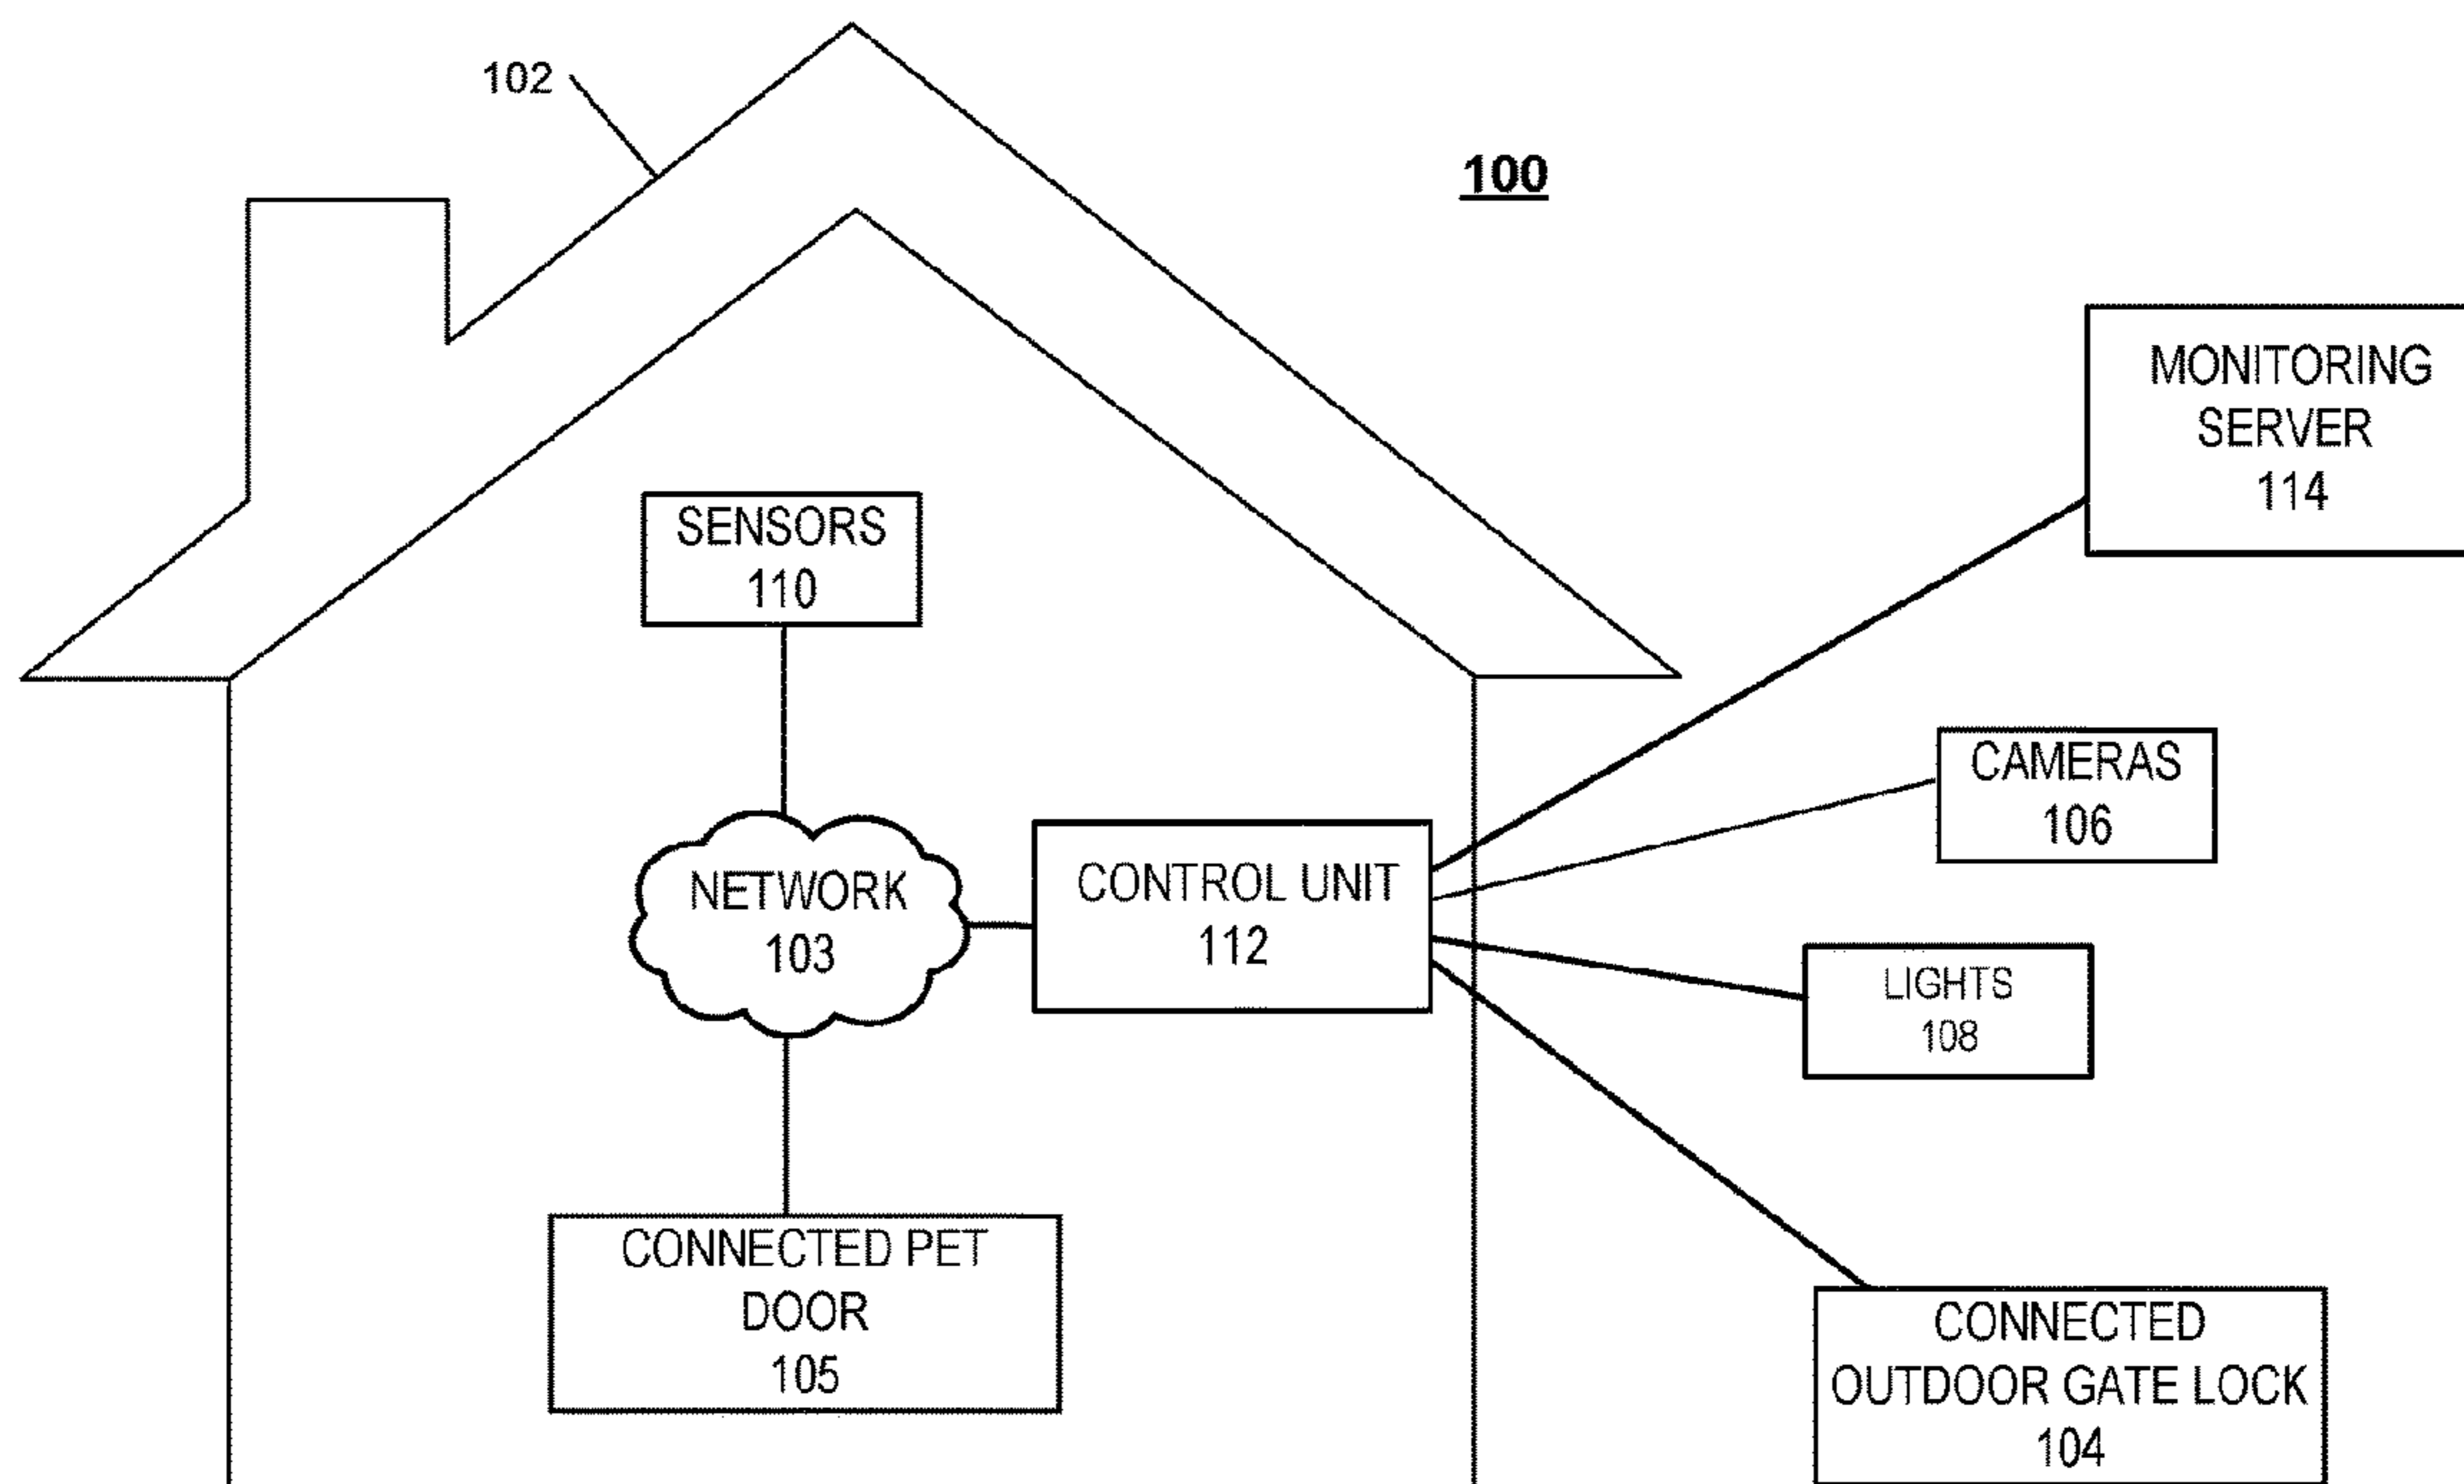 102
100
MONITORING
SERVER
114
SENSORS
110
CAMERAS
106
NETWORK
103
CONTROL UNIT
112
LIGHTS
108
CONNECTED PET
DOOR
105
CONNECTED
OUTDOOR GATE LOCK
104